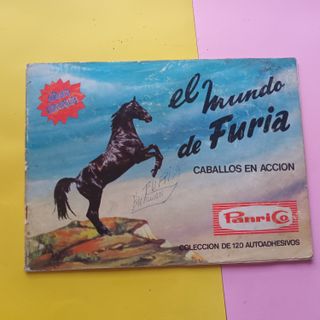 el mundo
de Furia
CABALLOS EN ACCION
PanriCo
COLECCION DE 120 AUTOADHESIVOS